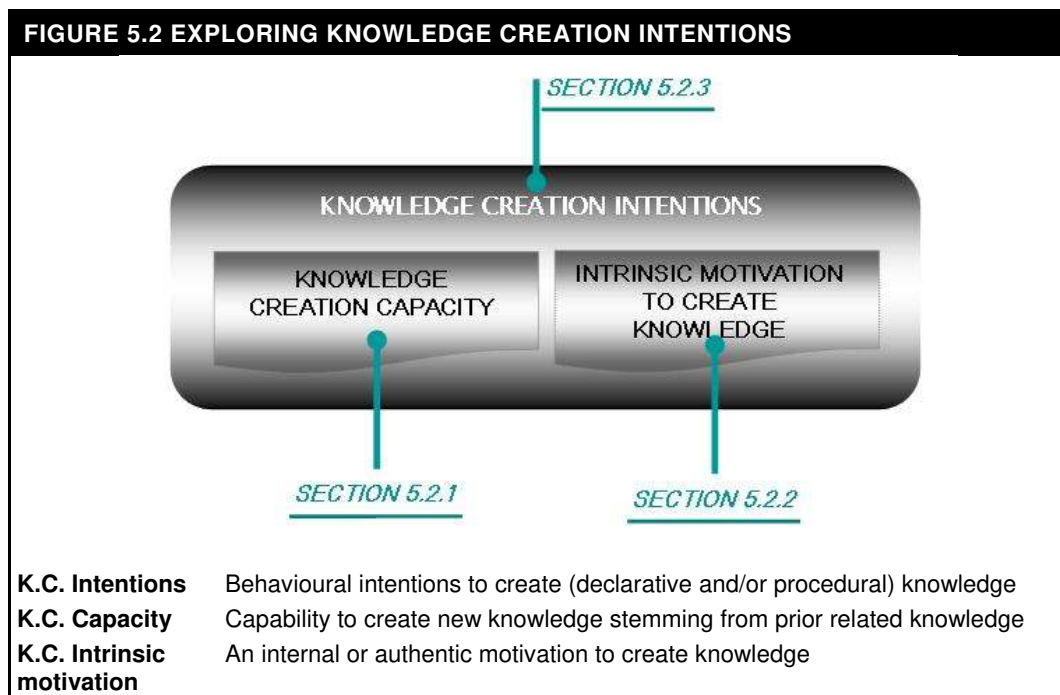 FIGURE 5.2 EXPLORING KNOWLEDGE CREATION INTENTIONS
SECTION 5.2.3
KNOWLEDGE CREATION INTENTIONS
KNOWLEDGE
CREATION CAPACITY
INTRINSIC MOTIVATION
TO CREATE
KNOWLEDGE
SECTION 5.2.1
SECTION 5.2.2
K.C. Intentions Behavioural intentions to create (declarative and/or procedural) knowledge
K.C. Capacity Capability to create new knowledge stemming from prior related knowledge
K.C. Intrinsic An internal or authentic motivation to create knowledge
motivation